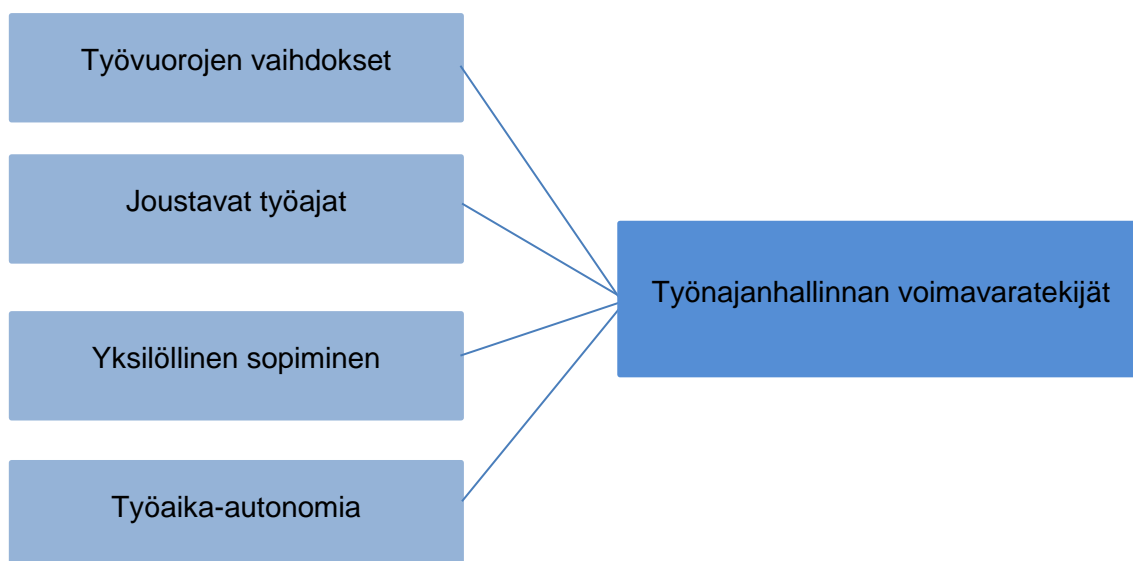 Työvuorojen vaihdokset
Joustavat työajat
Työnajanhallinnan voimavaratekijät
Yksilöllinen sopiminen
Työaika-autonomia